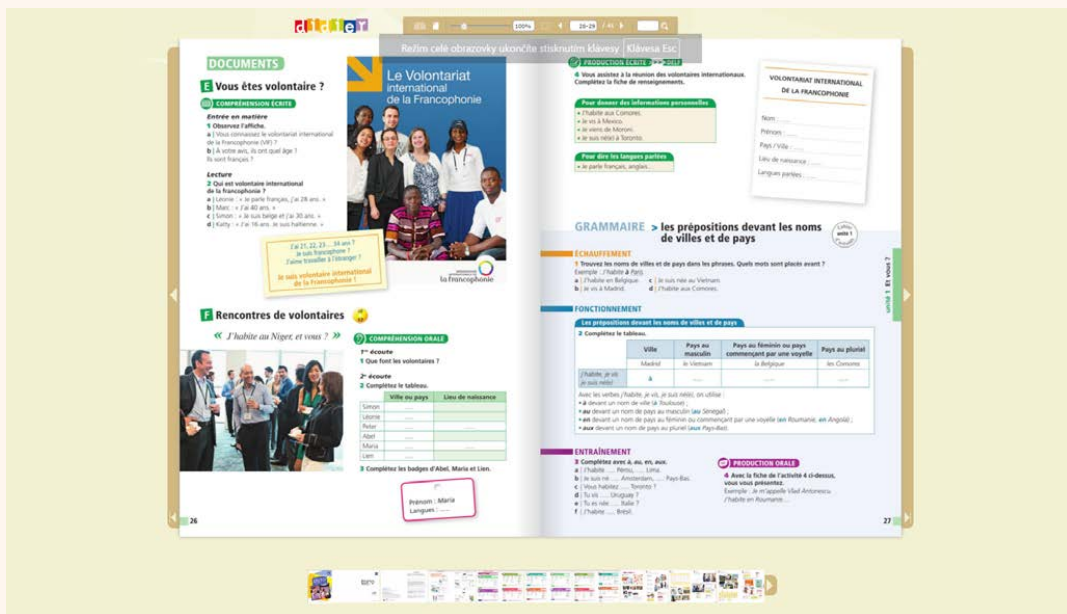 didier
100%
26-29
/ 41
Režim celé obrazovky ukončíte stisknutím klávesy Klávesa Esc
DOCUMENTS
E Vous êtes volontaire ?
COMPRÉHENSION ÉCRITE
Entrée en matière
1 Observez l'affiche.
a | Vous connaissez le volontariat international
de la Francophonie (VIF) ?
b | À votre avis, ils ont quel âge ?
Ils sont français ?
Lecture
2 Qui est volontaire international
de la francophonie ?
a | Léonie : « Je parle français, j'ai 28 ans. »
b | Marc : « J'ai 40 ans. »
c | Simon : « Je suis belge et j'ai 30 ans. »
d | Katty : « J'ai 16 ans. Je suis haïtienne. »
J'ai 21, 22, 23 ... 34 ans ?
Je suis francophone ?
J'aime travailler à l'étranger ?
Je suis volontaire international
de la Francophonie !
Le Volontariat
international
de la Francophonie
la francophonie
F Rencontres de volontaires
« J'habite au Niger, et vous ? »
COMPRÉHENSION ORALE
1re écoute
1 Que font les volontaires ?
2e écoute
2 Complétez le tableau.
Ville ou pays Lieu de naissance
Simon ......
Léonie ......
Peter ...... ......
Abel ......
Maria ...... ......
Lien ......
3 Complétez les badges d'Abel, Maria et Lien.
Prénom : Maria
Langues : ......
26
PRODUCTION ÉCRITE > DELF
4 Vous assistez à la réunion des volontaires internationaux.
Complétez la fiche de renseignements.
Pour donner des informations personnelles
• J'habite aux Comores.
• Je vis à Mexico.
• Je viens de Moroni.
• Je suis né(e) à Toronto.
Pour dire les langues parlées
• Je parle français, anglais...
VOLONTARIAT INTERNATIONAL
DE LA FRANCOPHONIE
Nom : ......
Prénom : ......
Pays / Ville : ......
Lieu de naissance : ......
Langues parlées : ......
GRAMMAIRE > les prépositions devant les noms
de villes et de pays
unité 1
ÉCHAUFFEMENT
1 Trouvez les noms de villes et de pays dans les phrases. Quels mots sont placés avant ?
Exemple : J'habite à Paris.
a | J'habite en Belgique. c | Je suis née au Vietnam.
b | Je vis à Madrid. d | J'habite aux Comores.
FONCTIONNEMENT
Les prépositions devant les noms de villes et de pays
2 Complétez le tableau.
Ville Pays au masculin Pays au féminin ou pays commençant par une voyelle Pays au pluriel
Madrid le Vietnam la Belgique les Comores
J'habite, je vis, je suis né(e) à ...... ...... ......
Avec les verbes j'habite, je vis, je suis né(e), on utilise :
• à devant un nom de ville (à Toulouse) ;
• au devant un nom de pays au masculin (au Sénégal) ;
• en devant un nom de pays au féminin ou commençant par une voyelle (en Roumanie, en Angola) ;
• aux devant un nom de pays au pluriel (aux Pays-Bas).
ENTRAÎNEMENT
3 Complétez avec à, au, en, aux.
a | J'habite ..... Pérou, ..... Lima.
b | Je suis né ..... Amsterdam, ..... Pays-Bas.
c | Vous habitez ..... Toronto ?
d | Tu vis ..... Uruguay ?
e | Tu es née ..... Italie ?
f | J'habite ..... Brésil.
PRODUCTION ORALE
4 Avec la fiche de l'activité 4 ci-dessus,
vous vous présentez.
Exemple : Je m'appelle Vlad Antonescu.
J'habite en Roumanie...
unité 1 Et vous ?
27